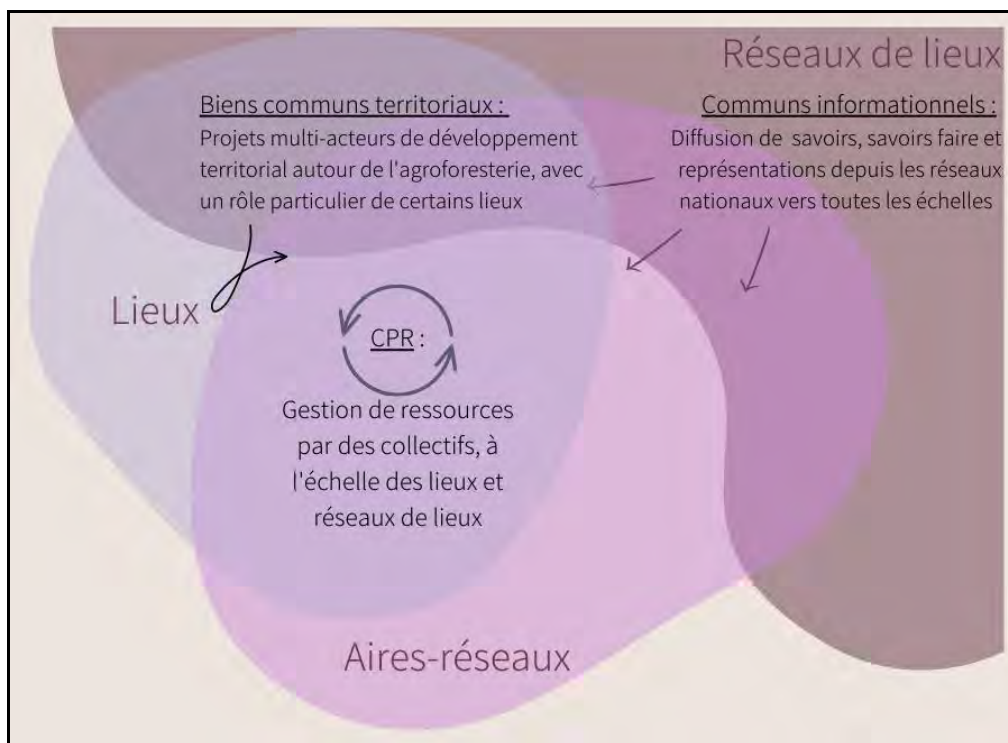 Réseaux de lieux
Biens communs territoriaux :
Projets multi-acteurs de développement
territorial autour de l'agroforesterie, avec
un rôle particulier de certains lieux
Communs informationnels :
Diffusion de savoirs, savoirs faire et
représentations depuis les réseaux
nationaux vers toutes les échelles
Lieux
CPR :
Gestion de ressources
par des collectifs, à
l'échelle des lieux et
réseaux de lieux
Aires-réseaux